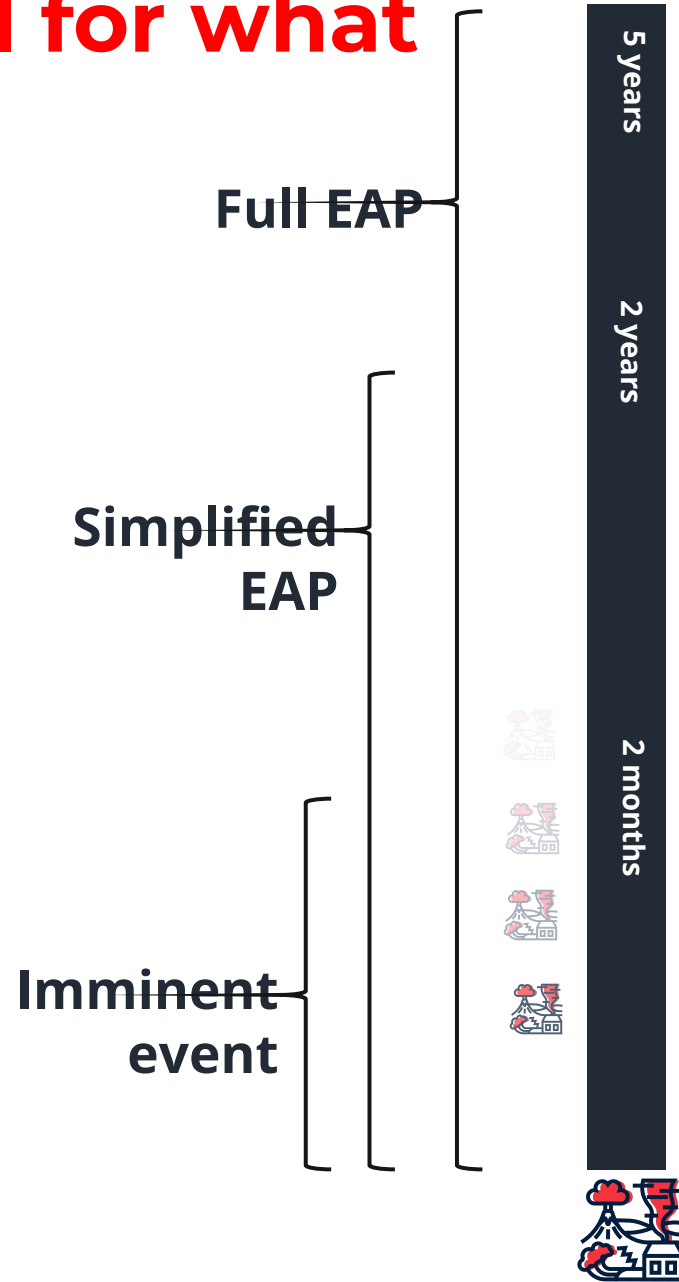 for what
5 years
Full EAP
2 years
Simplified
EAP
2 months
Imminent
event